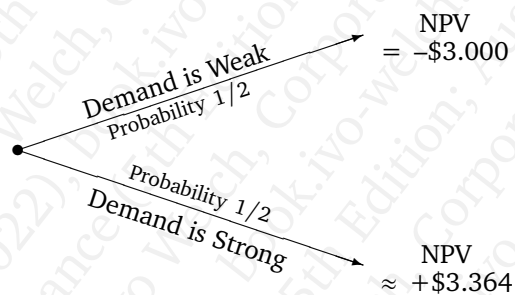 NPV
= –$3.000
Demand is Weak
Probability 1/2
Probability 1/2
Demand is Strong
NPV
≈ +$3.364